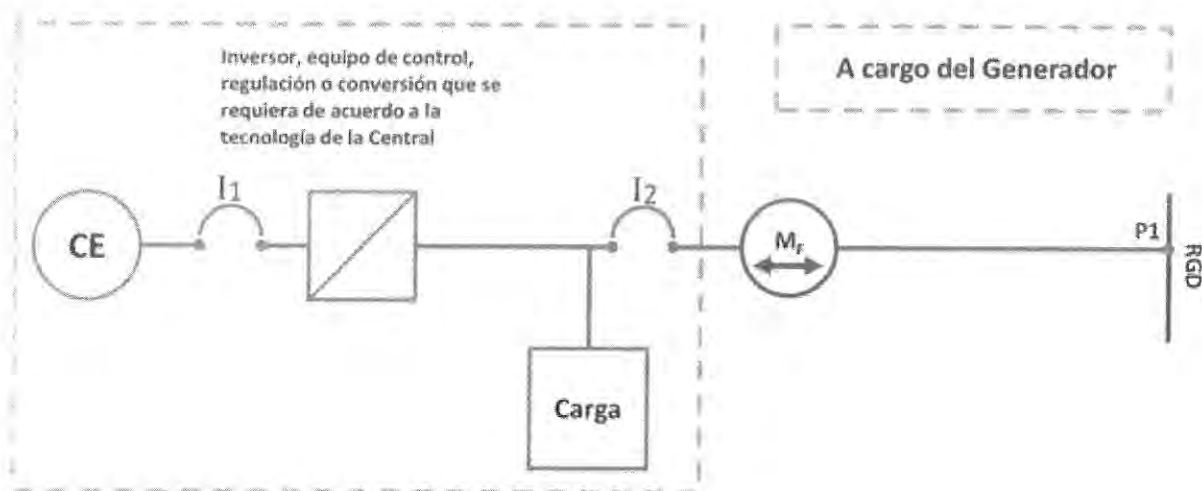 Inversor, equipo de control,
regulación o conversión que se
requiera de acuerdo a la
tecnología de la Central
A cargo del Generador
CE
I1
I2
MF
P1
RGD
Carga